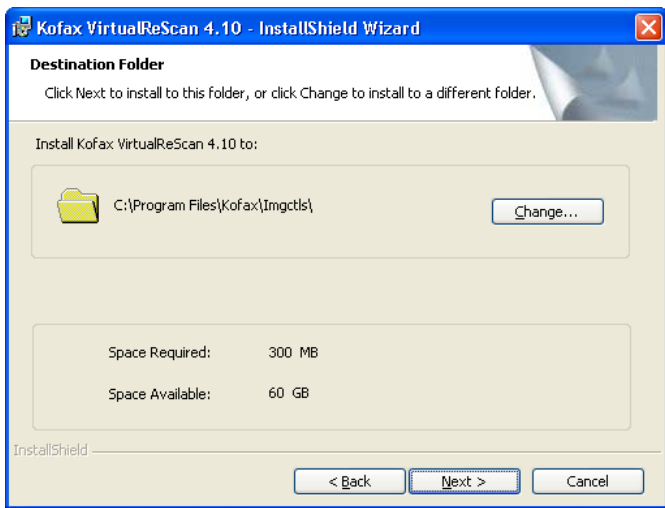 Kofax VirtualReScan 4.10 - InstallShield Wizard
Destination Folder
Click Next to install to this folder, or click Change to install to a different folder.
Install Kofax VirtualReScan 4.10 to:
C:\Program Files\Kofax\Imgctls\
Change...
Space Required: 300 MB
Space Available: 60 GB
InstallShield
< Back Next > Cancel